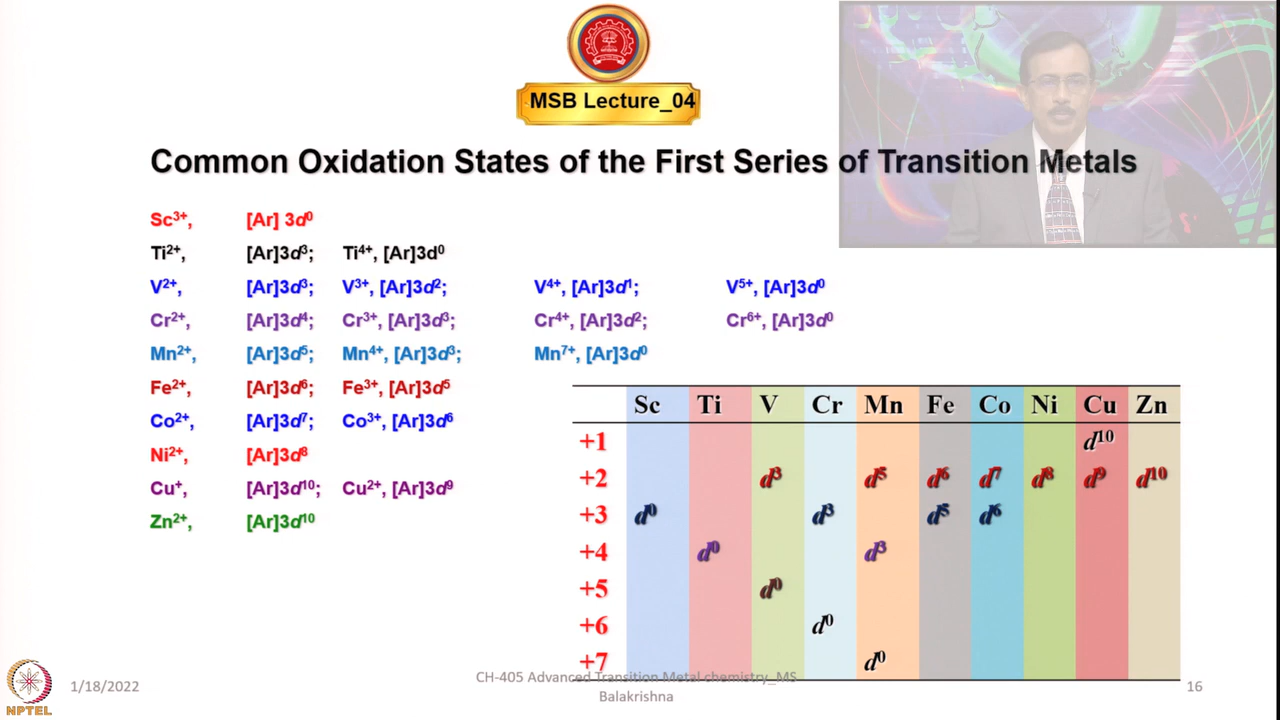 MSB Lecture_04
Common Oxidation States of the First Series of Transition Metals
Sc³⁺, [Ar] 3d⁰
Ti²⁺, [Ar]3d³; Ti⁴⁺, [Ar]3d⁰
V²⁺, [Ar]3d³; V³⁺, [Ar]3d²; V⁴⁺, [Ar]3d¹; V⁵⁺, [Ar]3d⁰
Cr²⁺, [Ar]3d⁴; Cr³⁺, [Ar]3d³; Cr⁴⁺, [Ar]3d²; Cr⁶⁺, [Ar]3d⁰
Mn²⁺, [Ar]3d⁵; Mn⁴⁺, [Ar]3d³; Mn⁷⁺, [Ar]3d⁰
Fe²⁺, [Ar]3d⁶; Fe³⁺, [Ar]3d⁵
Co²⁺, [Ar]3d⁷; Co³⁺, [Ar]3d⁶
Ni²⁺, [Ar]3d⁸
Cu⁺, [Ar]3d¹⁰; Cu²⁺, [Ar]3d⁹
Zn²⁺, [Ar]3d¹⁰
Sc Ti V Cr Mn Fe Co Ni Cu Zn
+1 d¹⁰
+2 d³ d⁵ d⁶ d⁷ d⁸ d⁹ d¹⁰
+3 d⁰ d³ d⁵ d⁶
+4 d⁰ d³
+5 d⁰
+6 d⁰
+7 d⁰
NPTEL
1/18/2022
CH-405 Advanced Transition Metal chemistry_MS
Balakrishna
16